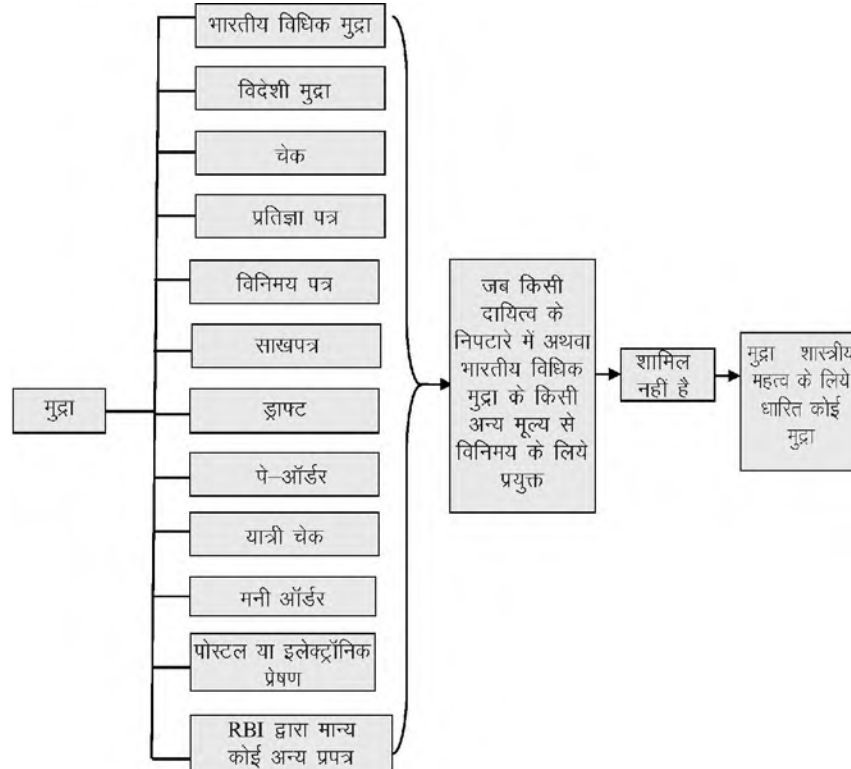 भारतीय विधिक मुद्रा
विदेशी मुद्रा
चेक
प्रतिज्ञा पत्र
विनिमय पत्र
साखपत्र
मुद्रा
ड्राफ्ट
पे–ऑर्डर
यात्री चेक
मनी ऑर्डर
पोस्टल या इलेक्ट्रॉनिक
प्रेषण
RBI द्वारा मान्य
कोई अन्य प्रपत्र
जब किसी
दायित्व के
निपटारे में अथवा
भारतीय विधिक
मुद्रा के किसी
अन्य मूल्य से
विनिमय के लिये
प्रयुक्त
शामिल
नहीं है
मुद्रा शास्त्रीय
महत्व के लिये
धारित कोई
मुद्रा